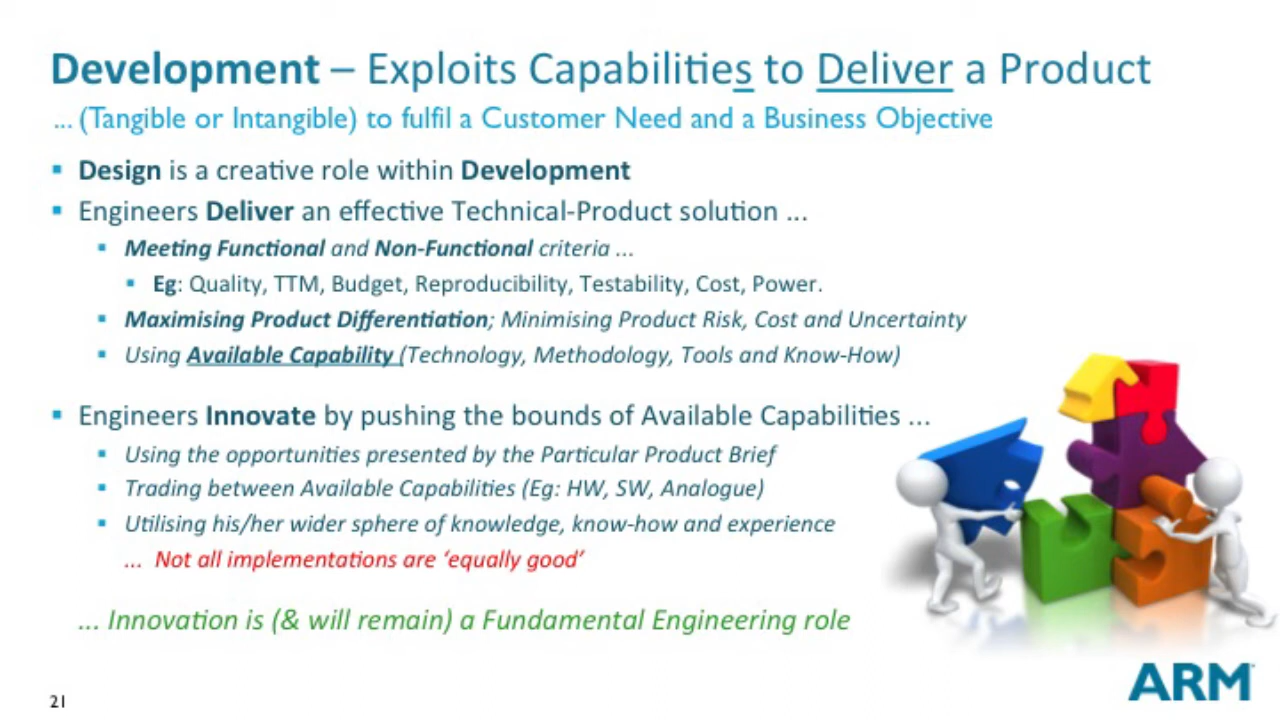 Development – Exploits Capabilities to Deliver a Product
... (Tangible or Intangible) to fulfil a Customer Need and a Business Objective
▪ Design is a creative role within Development
▪ Engineers Deliver an effective Technical-Product solution ...
▪ Meeting Functional and Non-Functional criteria ...
▪ Eg: Quality, TTM, Budget, Reproducibility, Testability, Cost, Power.
▪ Maximising Product Differentiation; Minimising Product Risk, Cost and Uncertainty
▪ Using Available Capability (Technology, Methodology, Tools and Know-How)
▪ Engineers Innovate by pushing the bounds of Available Capabilities ...
▪ Using the opportunities presented by the Particular Product Brief
▪ Trading between Available Capabilities (Eg: HW, SW, Analogue)
▪ Utilising his/her wider sphere of knowledge, know-how and experience
... Not all implementations are ‘equally good’
... Innovation is (& will remain) a Fundamental Engineering role
21
ARM